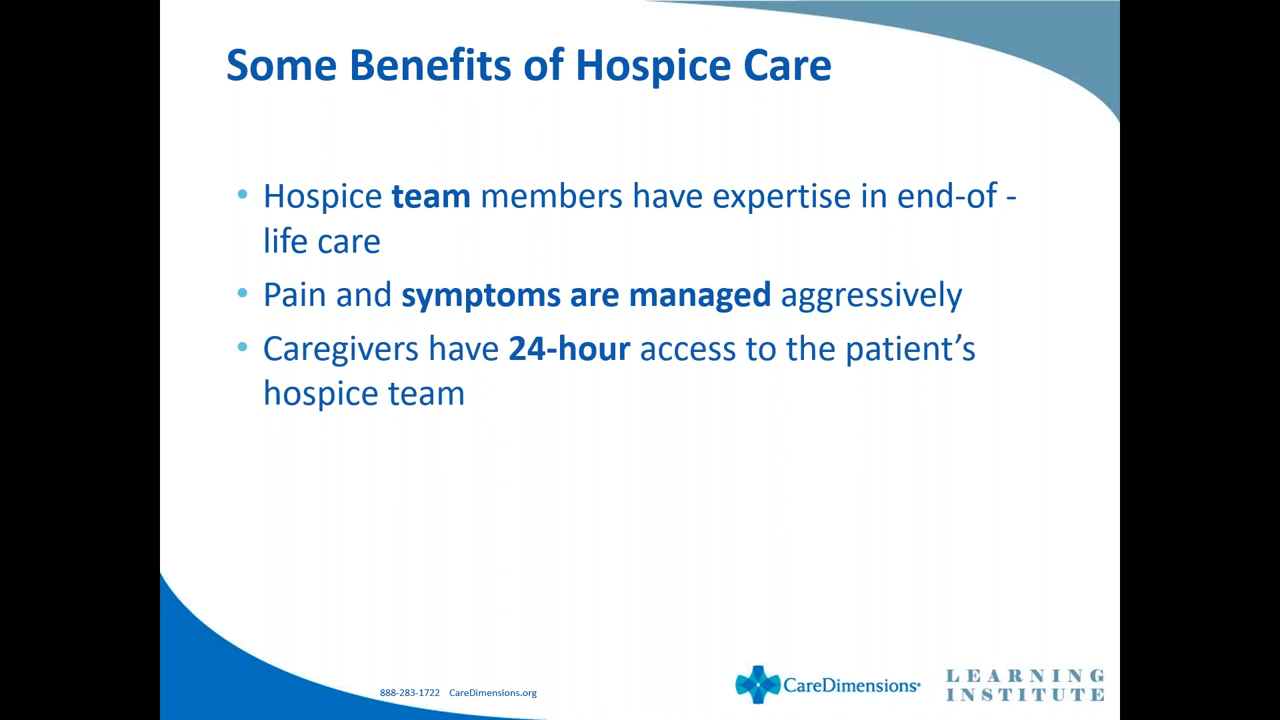 Some Benefits of Hospice Care
• Hospice team members have expertise in end-of -
life care
• Pain and symptoms are managed aggressively
• Caregivers have 24-hour access to the patient’s
hospice team
888-283-1722 CareDimensions.org
CareDimensions
LEARNING
INSTITUTE